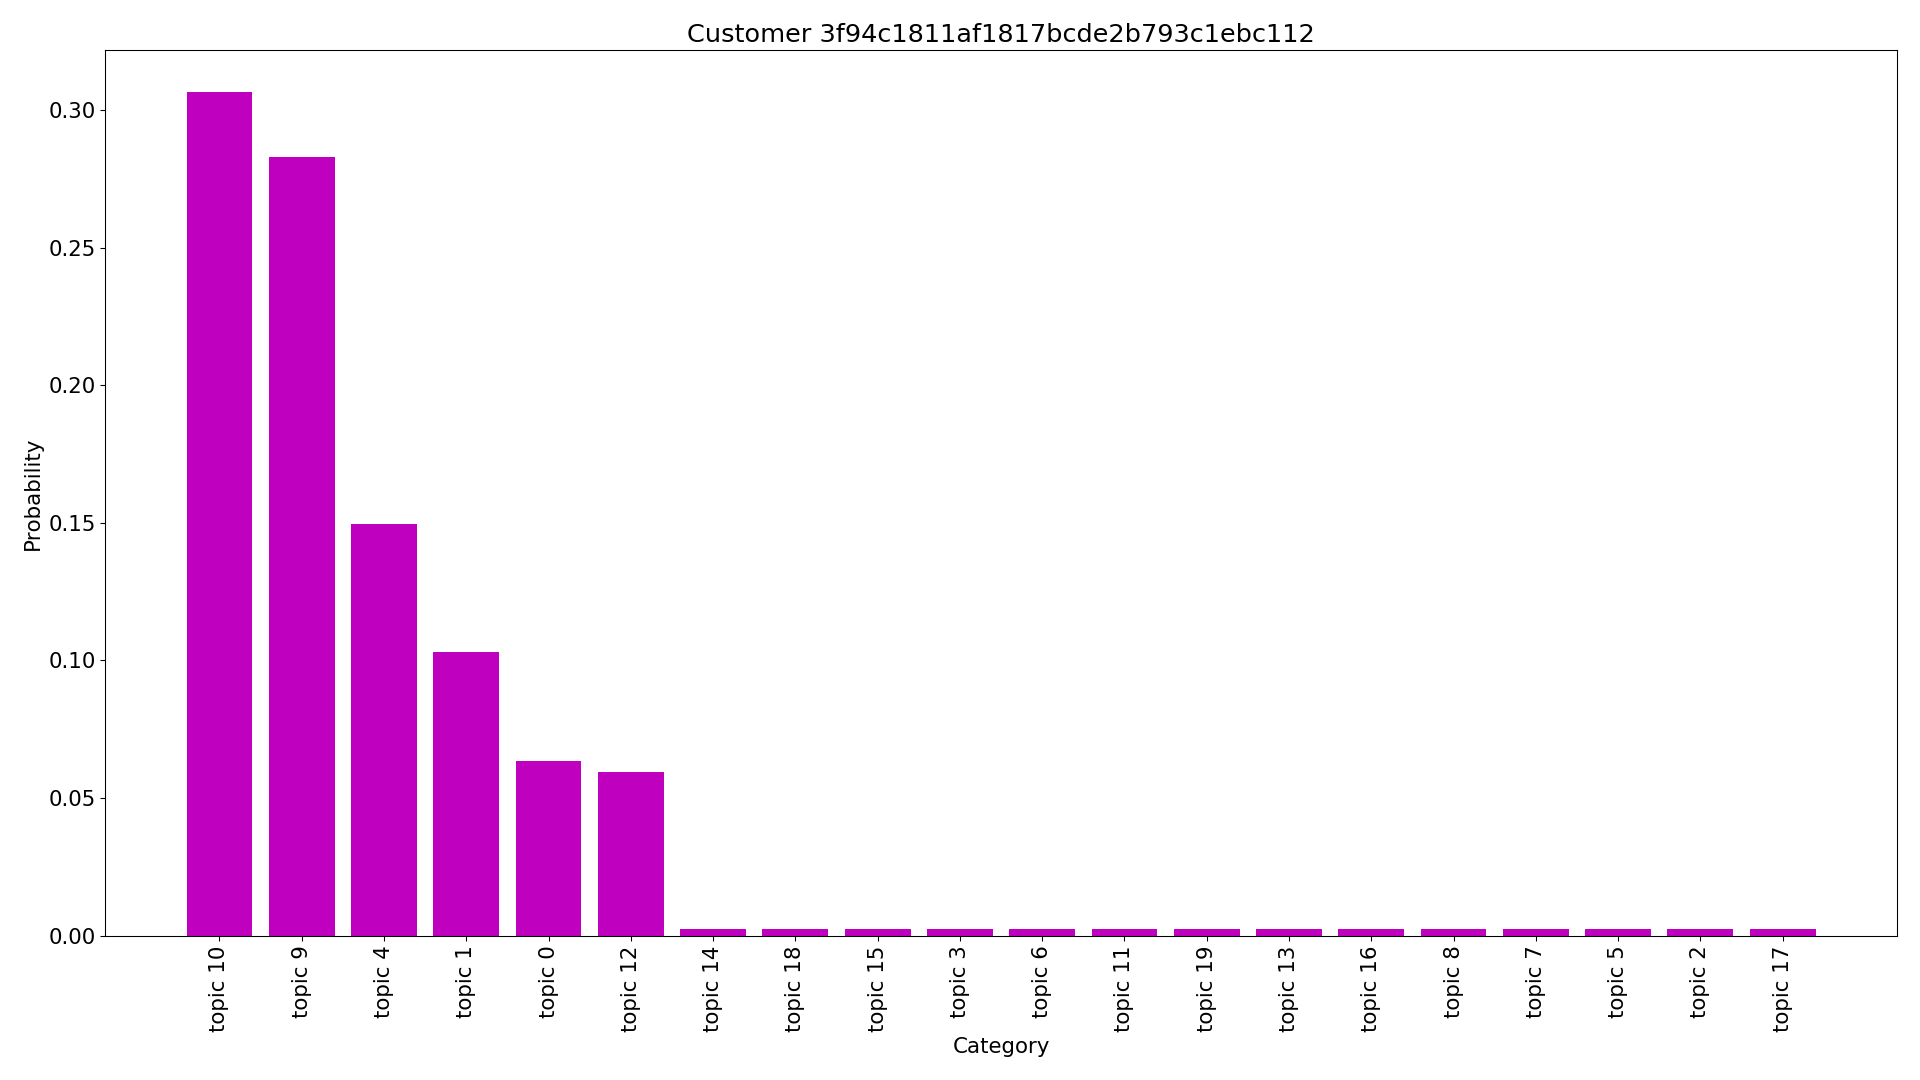 Customer 3f94c1811af1817bcde2b793c1ebc112
Probability
0.30
0.25
0.20
0.15
0.10
0.05
0.00
topic 10
topic 9
topic 4
topic 1
topic 0
topic 12
topic 14
topic 18
topic 15
topic 3
topic 6
topic 11
topic 19
topic 13
topic 16
topic 8
topic 7
topic 5
topic 2
topic 17
Category